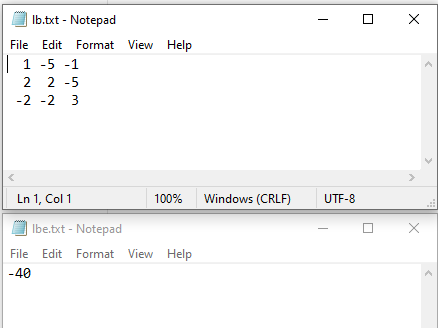 lb.txt - Notepad
File Edit Format View Help
1 -5 -1
2 2 -5
-2 -2 3
Ln 1, Col 1 100% Windows (CRLF) UTF-8
lbe.txt - Notepad
File Edit Format View Help
-40